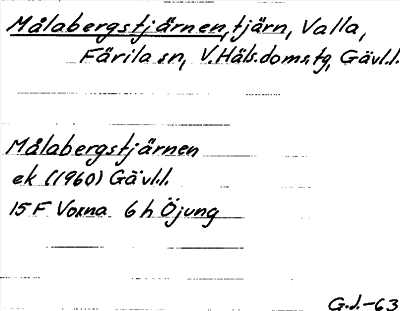 Målabergstjärnen, tjärn, Valla,
Färila sn, V. Häls. doms.tg, Gävl.l.
Målabergstjärnen
ek (1960) Gävl.l.
15 F Voxna 6 h Öjung
G.J.-63